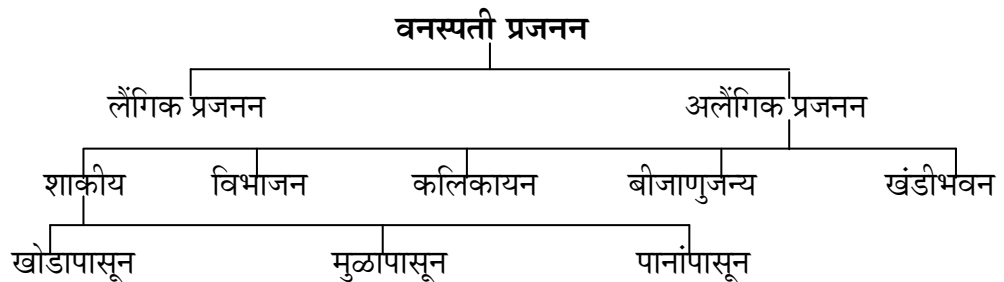 वनस्पती प्रजनन
लैंगिक प्रजनन अलैंगिक प्रजनन
शाकीय विभाजन कलिकायन बीजाणुजन्य खंडीभवन
खोडापासून मुळापासून पानांपासून